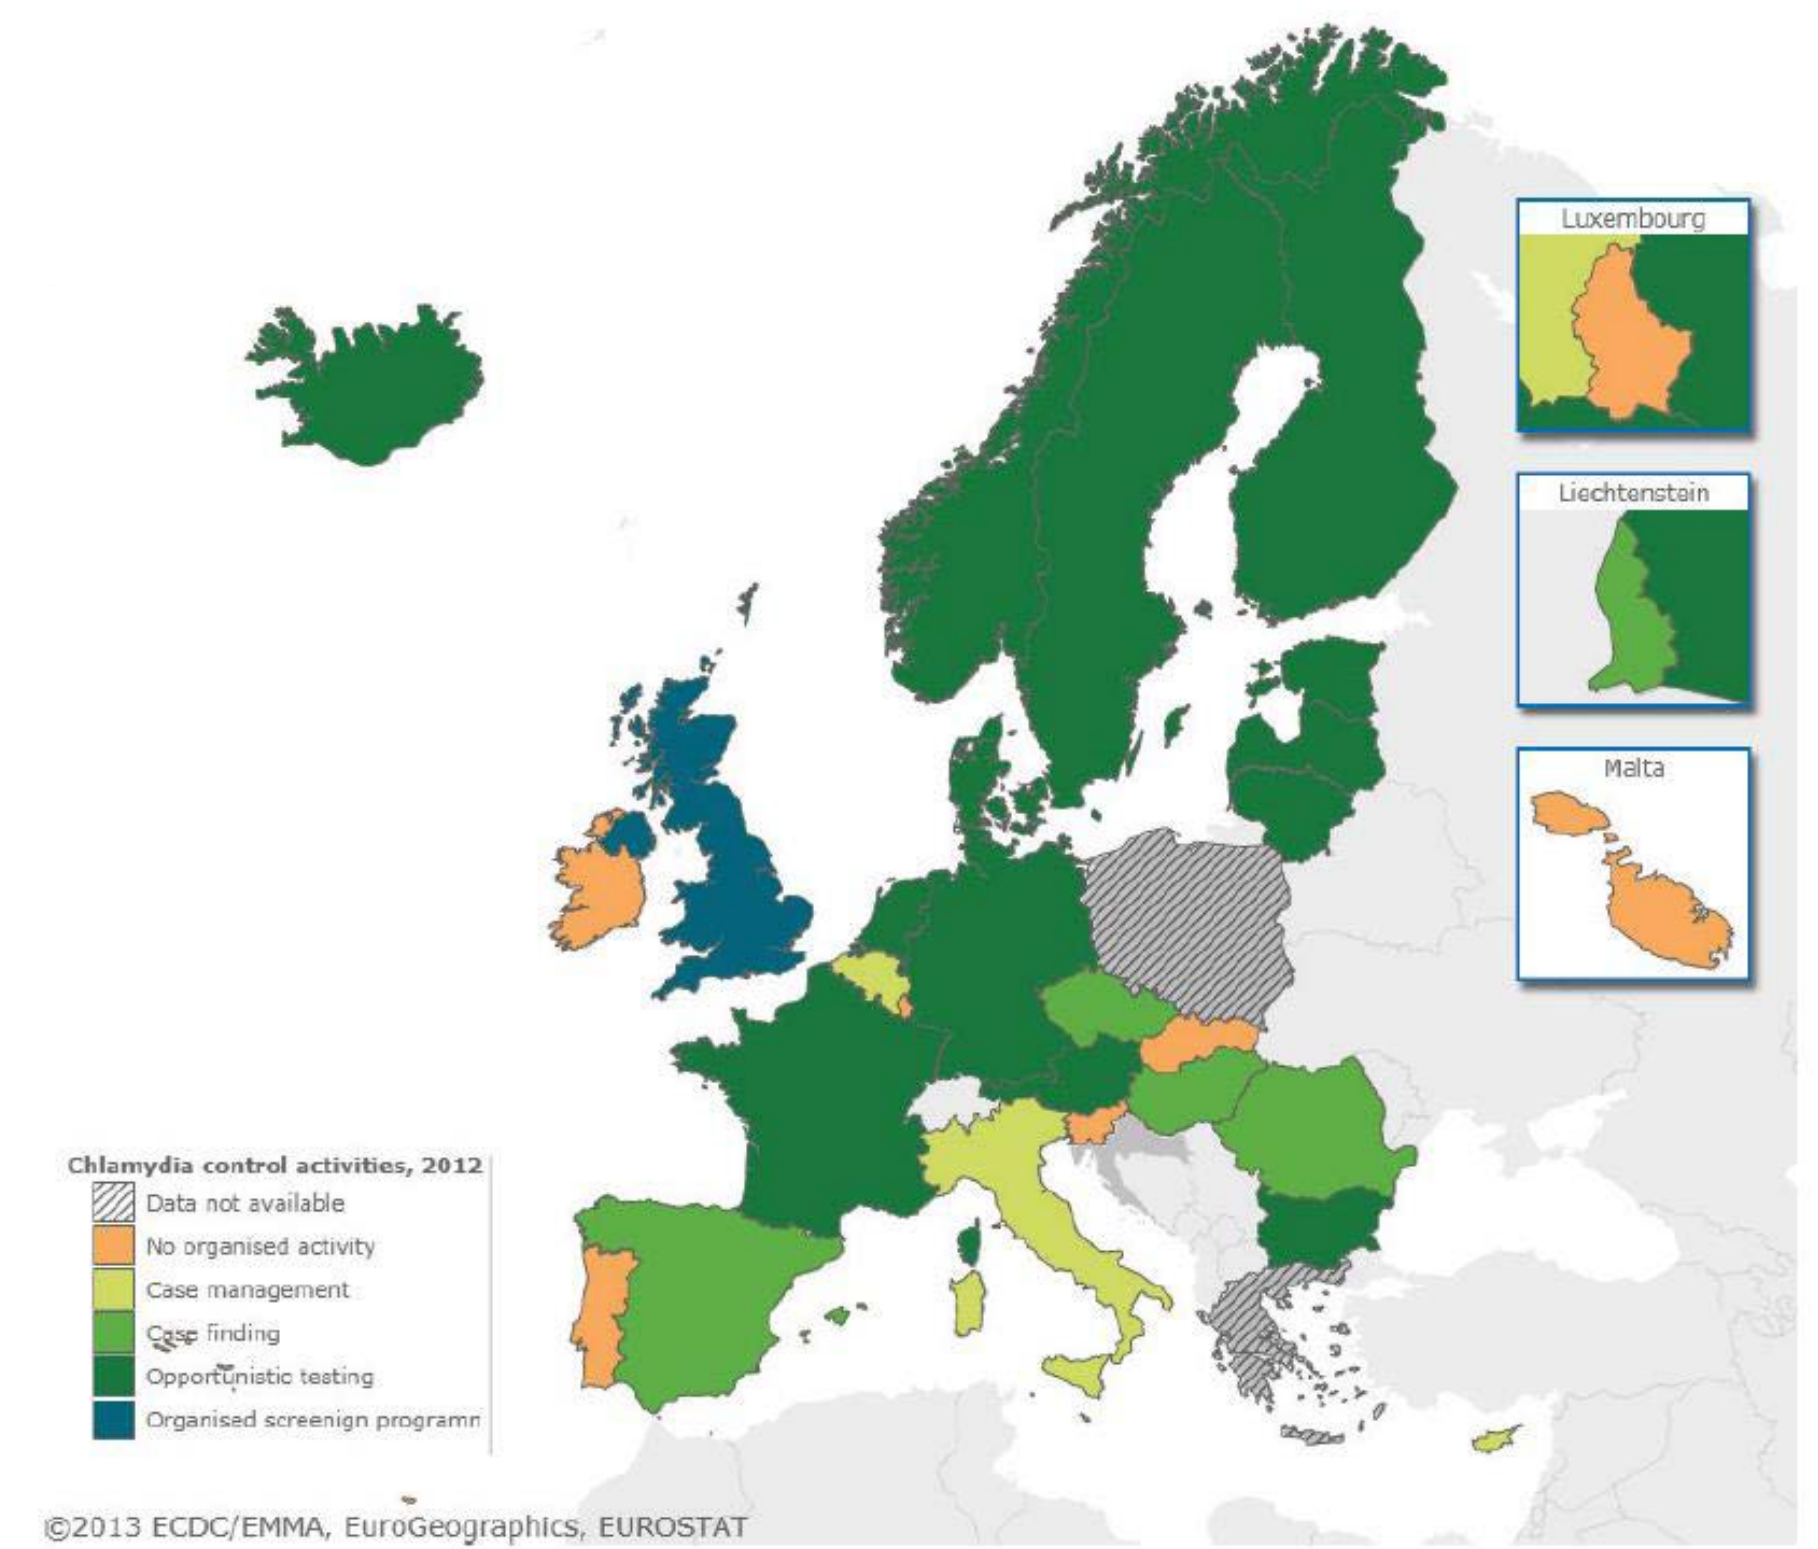 Luxembourg
Liechtenstein
Malta
Chlamydia control activities, 2012
Data not available
No organised activity
Case management
Case finding
Opportunistic testing
Organised screenign programn
©2013 ECDC/EMMA, EuroGeographics, EUROSTAT